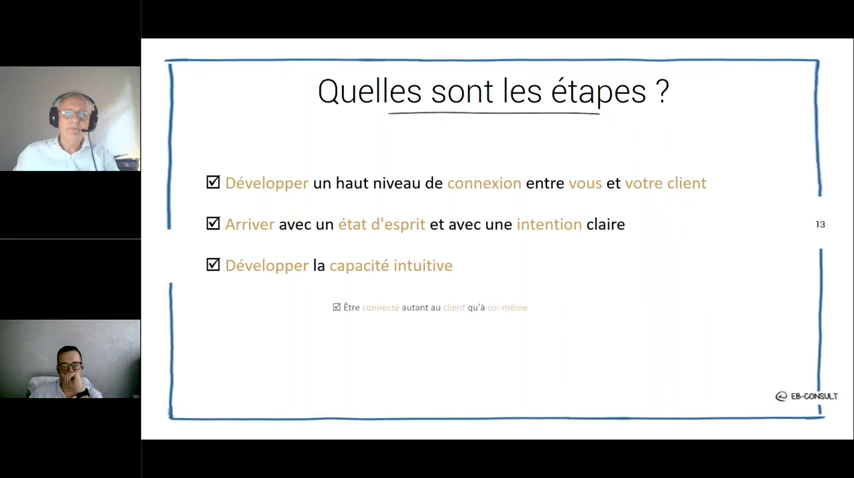 Quelles sont les étapes ?
☑ Développer un haut niveau de connexion entre vous et votre client
☑ Arriver avec un état d'esprit et avec une intention claire
13
☑ Développer la capacité intuitive
☑ Être connecté autant au client qu'à soi-même
@ EB-CONSULT